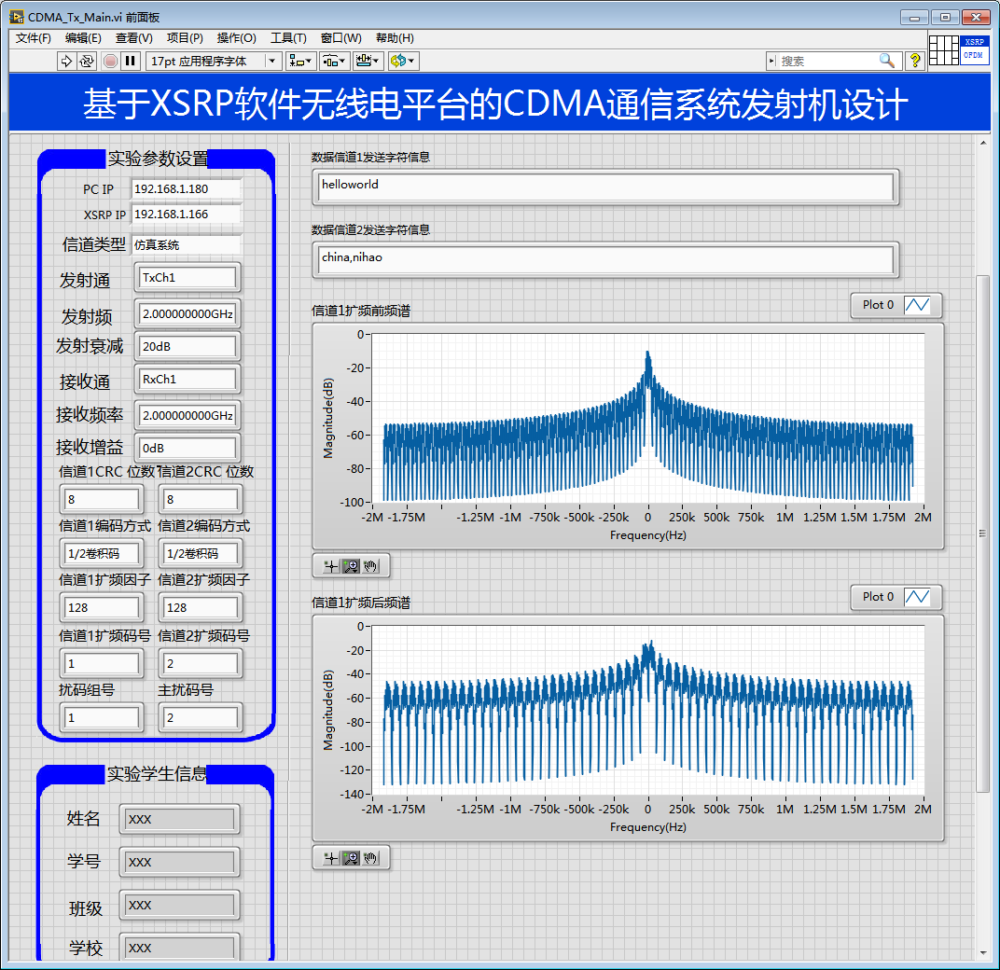 CDMA_Tx_Main.vi 前面板
文件(F) 编辑(E) 查看(V) 项目(P) 操作(O) 工具(T) 窗口(W) 帮助(H)
17pt 应用程序字体
搜索
?
XSRP
OFDM
基于XSRP软件无线电平台的CDMA通信系统发射机设计
实验参数设置
PC IP 192.168.1.180
XSRP IP 192.168.1.166
信道类型 仿真系统
发射通 TxCh1
发射频 2.000000000GHz
发射衰减 20dB
接收通 RxCh1
接收频率 2.000000000GHz
接收增益 0dB
信道1CRC 位数 信道2CRC 位数
8 8
信道1编码方式 信道2编码方式
1/2卷积码 1/2卷积码
信道1扩频因子 信道2扩频因子
128 128
信道1扩频码号 信道2扩频码号
1 2
扰码组号 主扰码号
1 2
实验学生信息
姓名 XXX
学号 XXX
班级 XXX
学校 XXX
数据信道1发送字符信息
helloworld
数据信道2发送字符信息
china,nihao
信道1扩频前频谱
Plot 0
Magnitude(dB)
0
-20
-40
-60
-80
-100
-2M -1.75M -1.25M -1M -750k -500k -250k 0 250k 500k 750k 1M 1.25M 1.5M 1.75M 2M
Frequency(Hz)
信道1扩频后频谱
Plot 0
Magnitude(dB)
0
-20
-40
-60
-80
-100
-120
-140
-2M -1.75M -1.25M -1M -750k -500k -250k 0 250k 500k 750k 1M 1.25M 1.5M 1.75M 2M
Frequency(Hz)